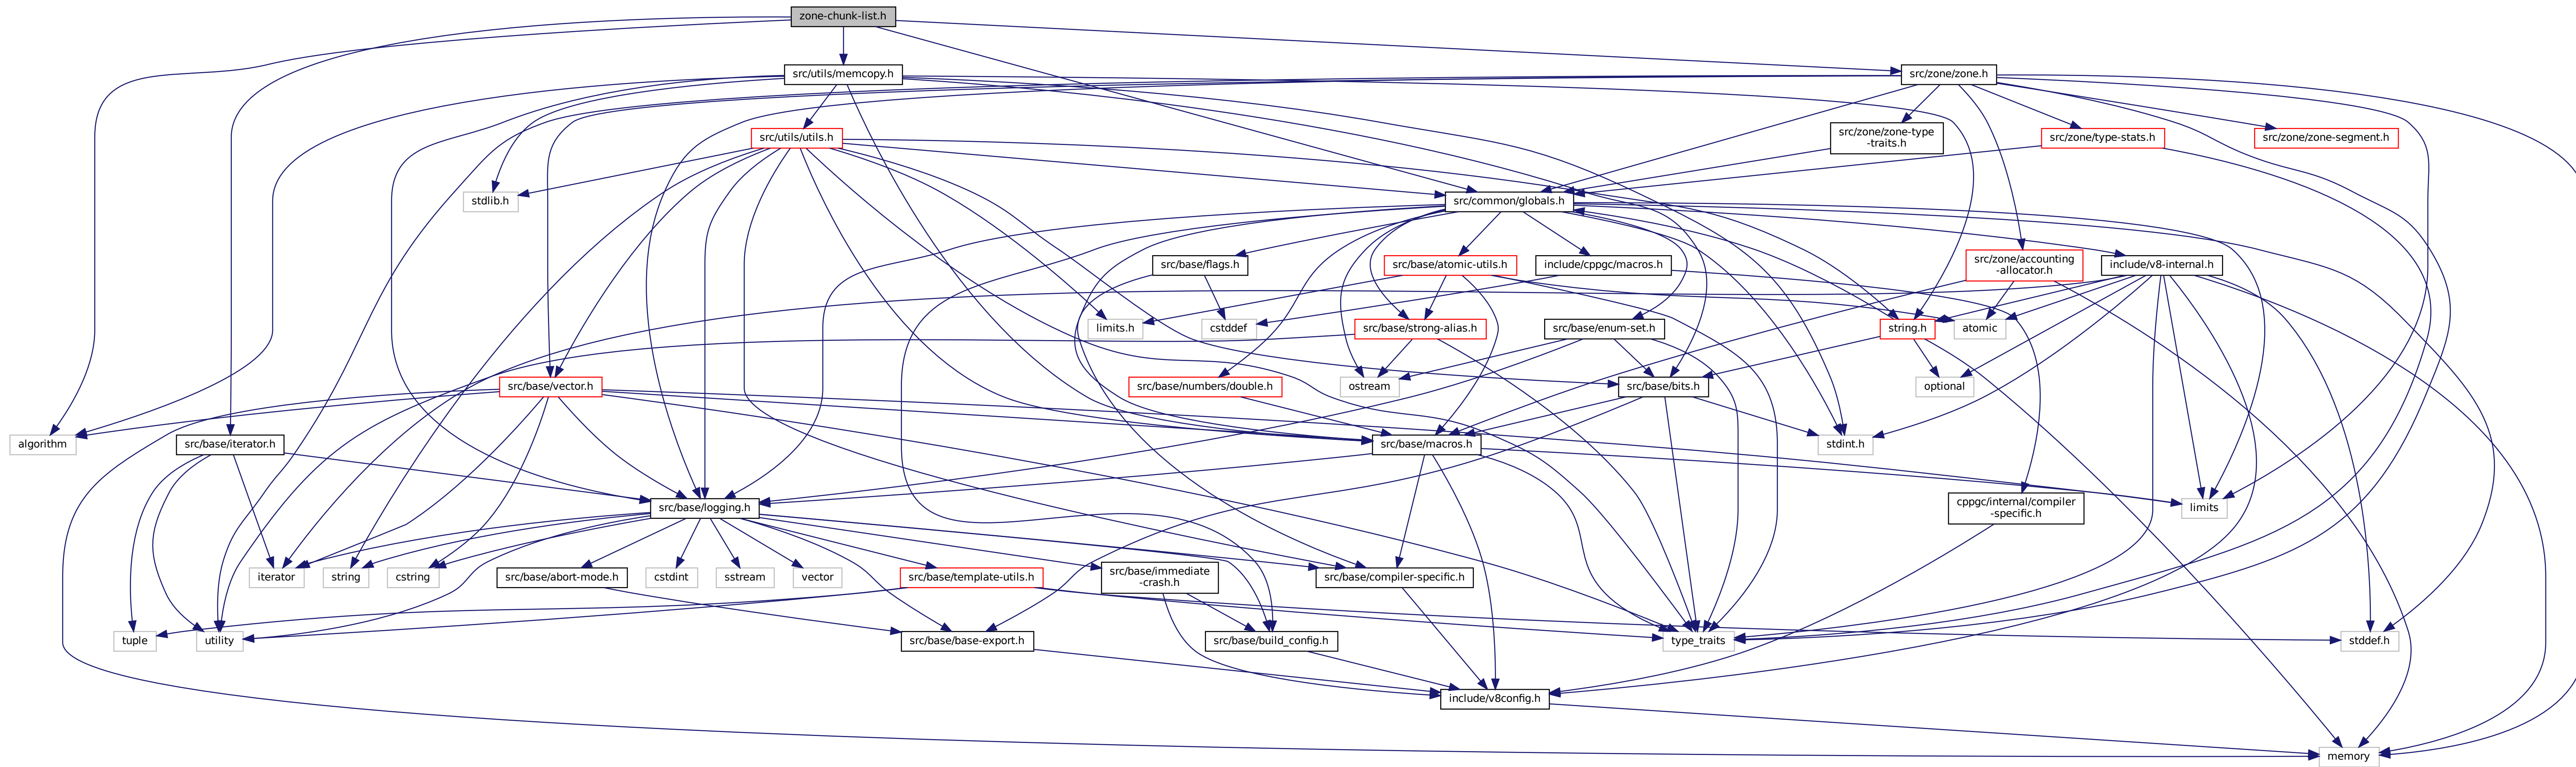 zone-chunk-list.h
src/utils/memcopy.h
src/zone/zone.h
src/utils/utils.h
src/zone/zone-type
-traits.h
src/zone/type-stats.h
src/zone/zone-segment.h
stdlib.h
src/common/globals.h
src/base/flags.h
src/base/atomic-utils.h
include/cppgc/macros.h
src/zone/accounting
-allocator.h
include/v8-internal.h
limits.h
cstddef
src/base/strong-alias.h
src/base/enum-set.h
string.h
atomic
src/base/vector.h
src/base/numbers/double.h
ostream
src/base/bits.h
optional
algorithm
src/base/iterator.h
src/base/macros.h
stdint.h
src/base/logging.h
cppgc/internal/compiler
-specific.h
limits
iterator
string
cstring
src/base/abort-mode.h
cstdint
sstream
vector
src/base/template-utils.h
src/base/immediate
-crash.h
src/base/compiler-specific.h
tuple
utility
src/base/base-export.h
src/base/build_config.h
type_traits
stddef.h
include/v8config.h
memory